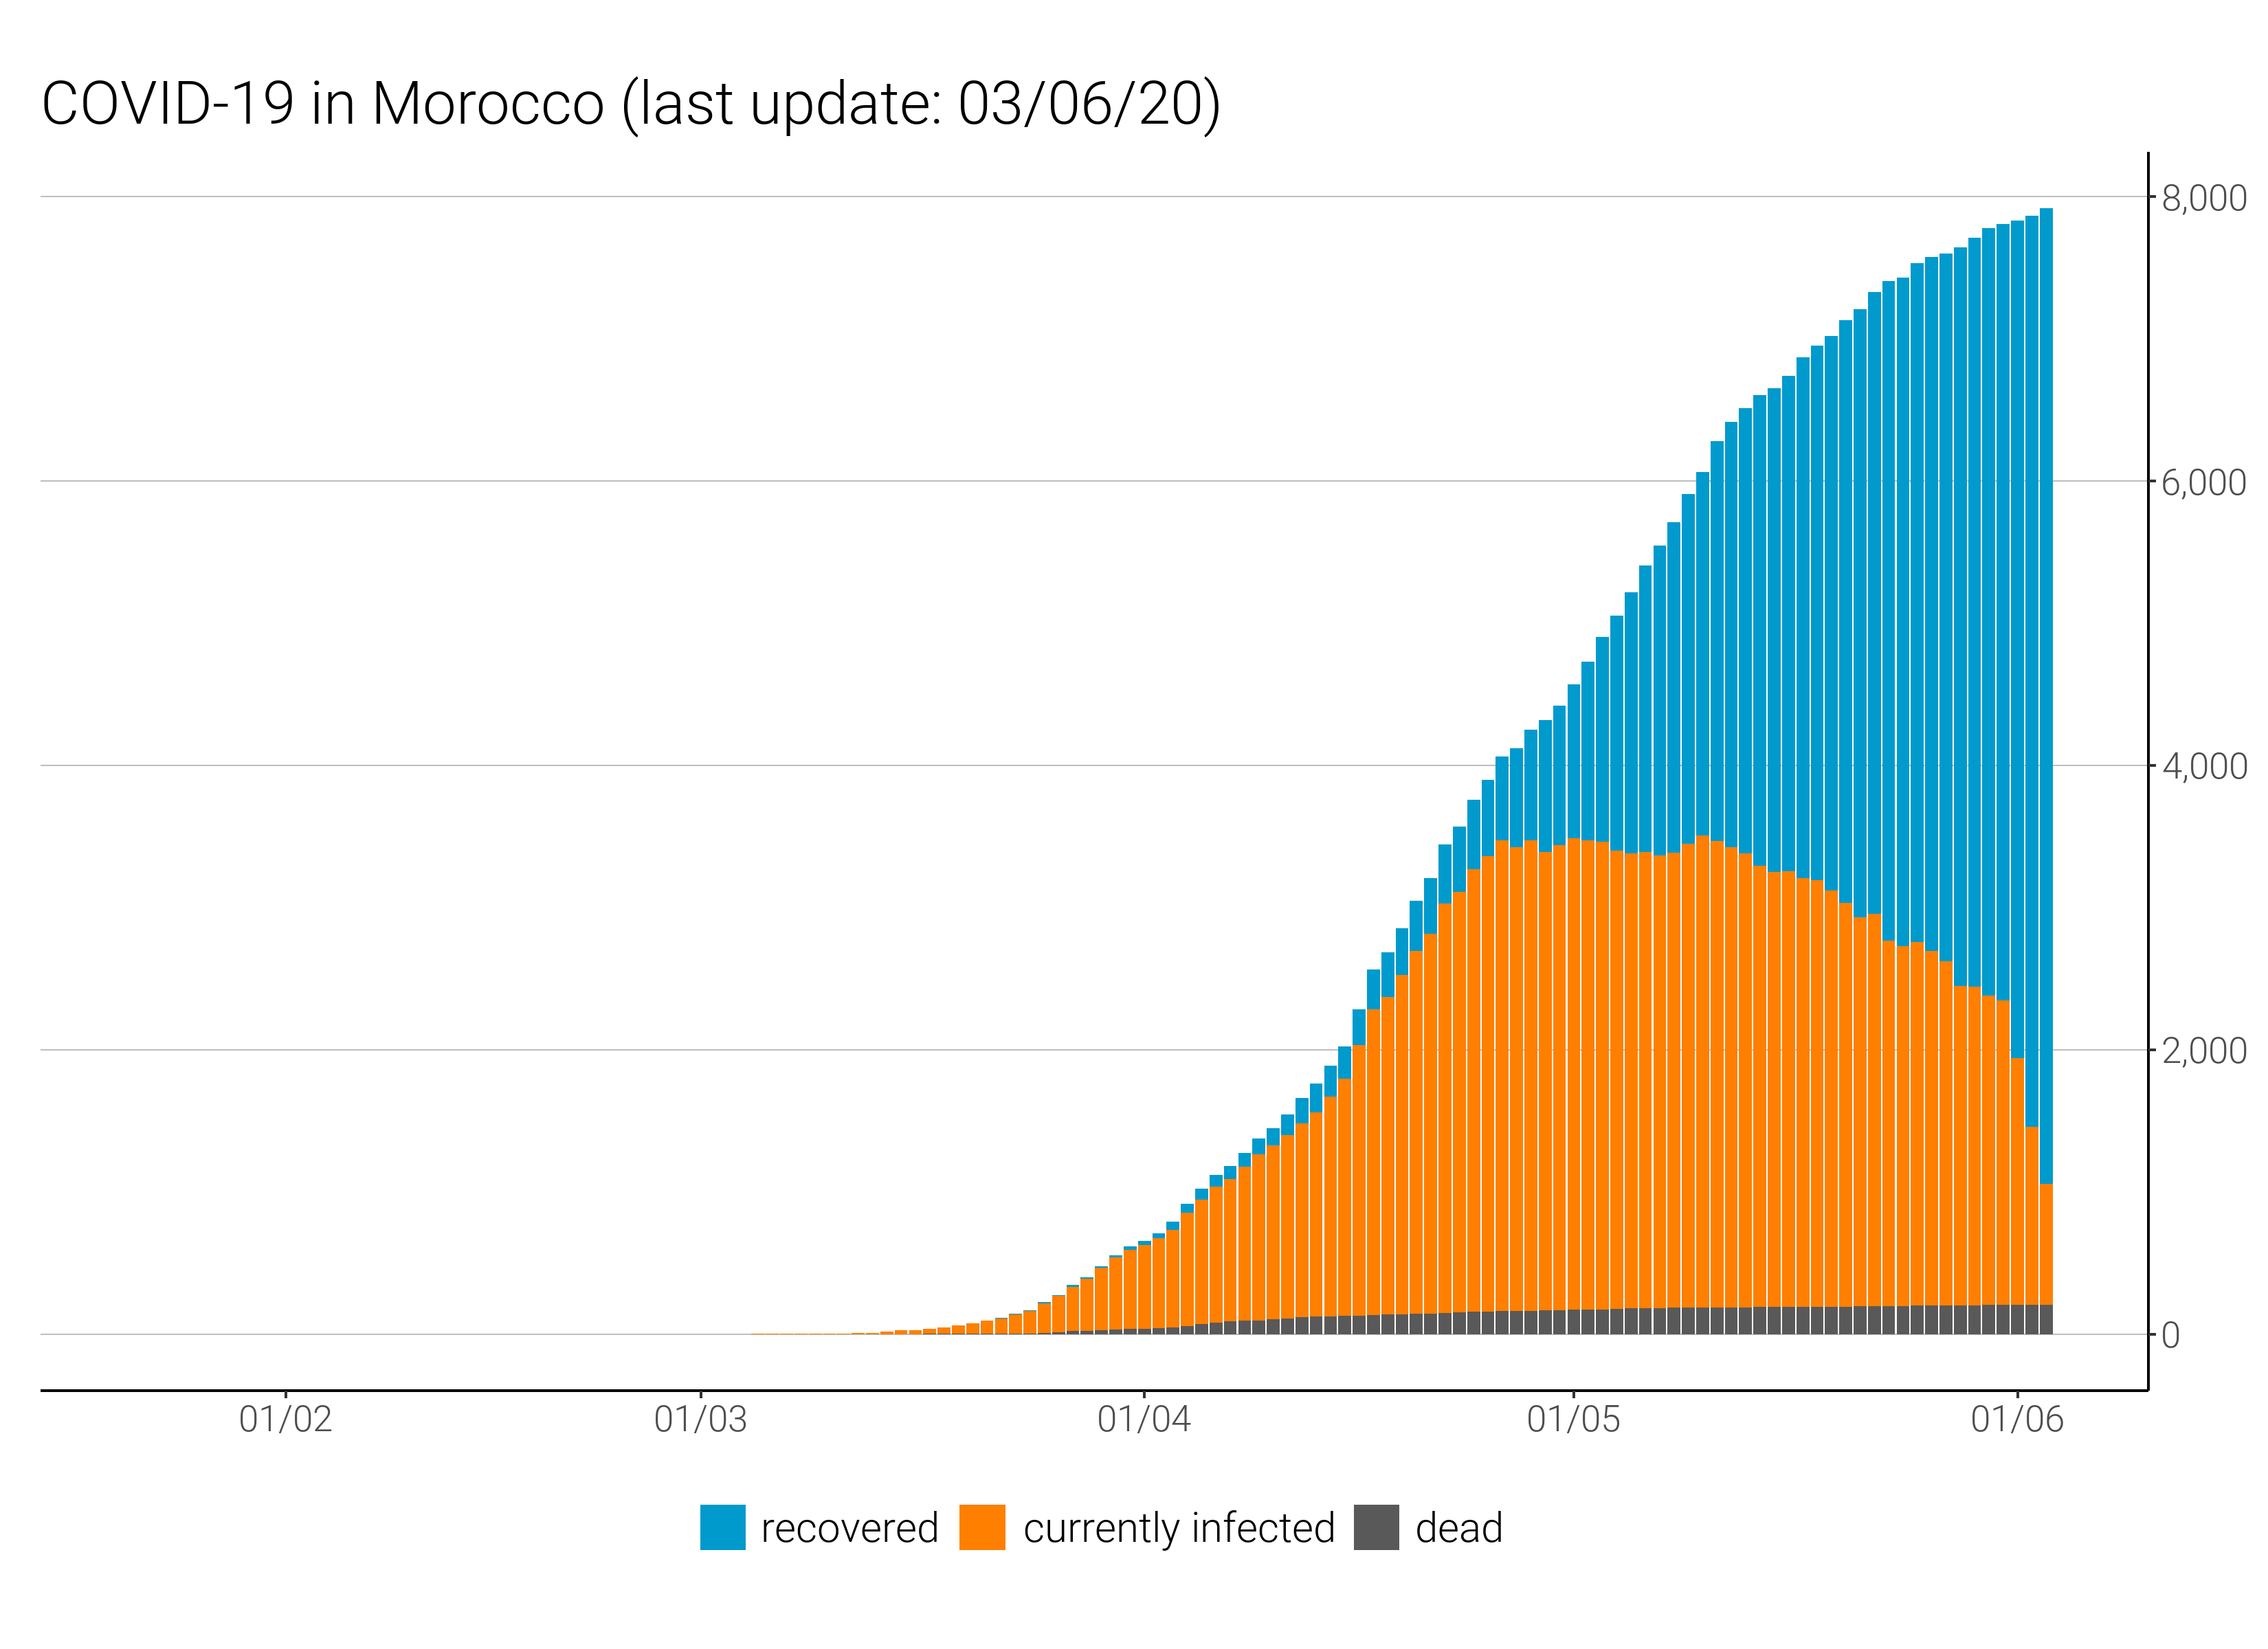 COVID-19 in Morocco (last update: 03/06/20)
8,000
6,000
4,000
2,000
0
01/02 01/03 01/04 01/05 01/06
recovered currently infected dead